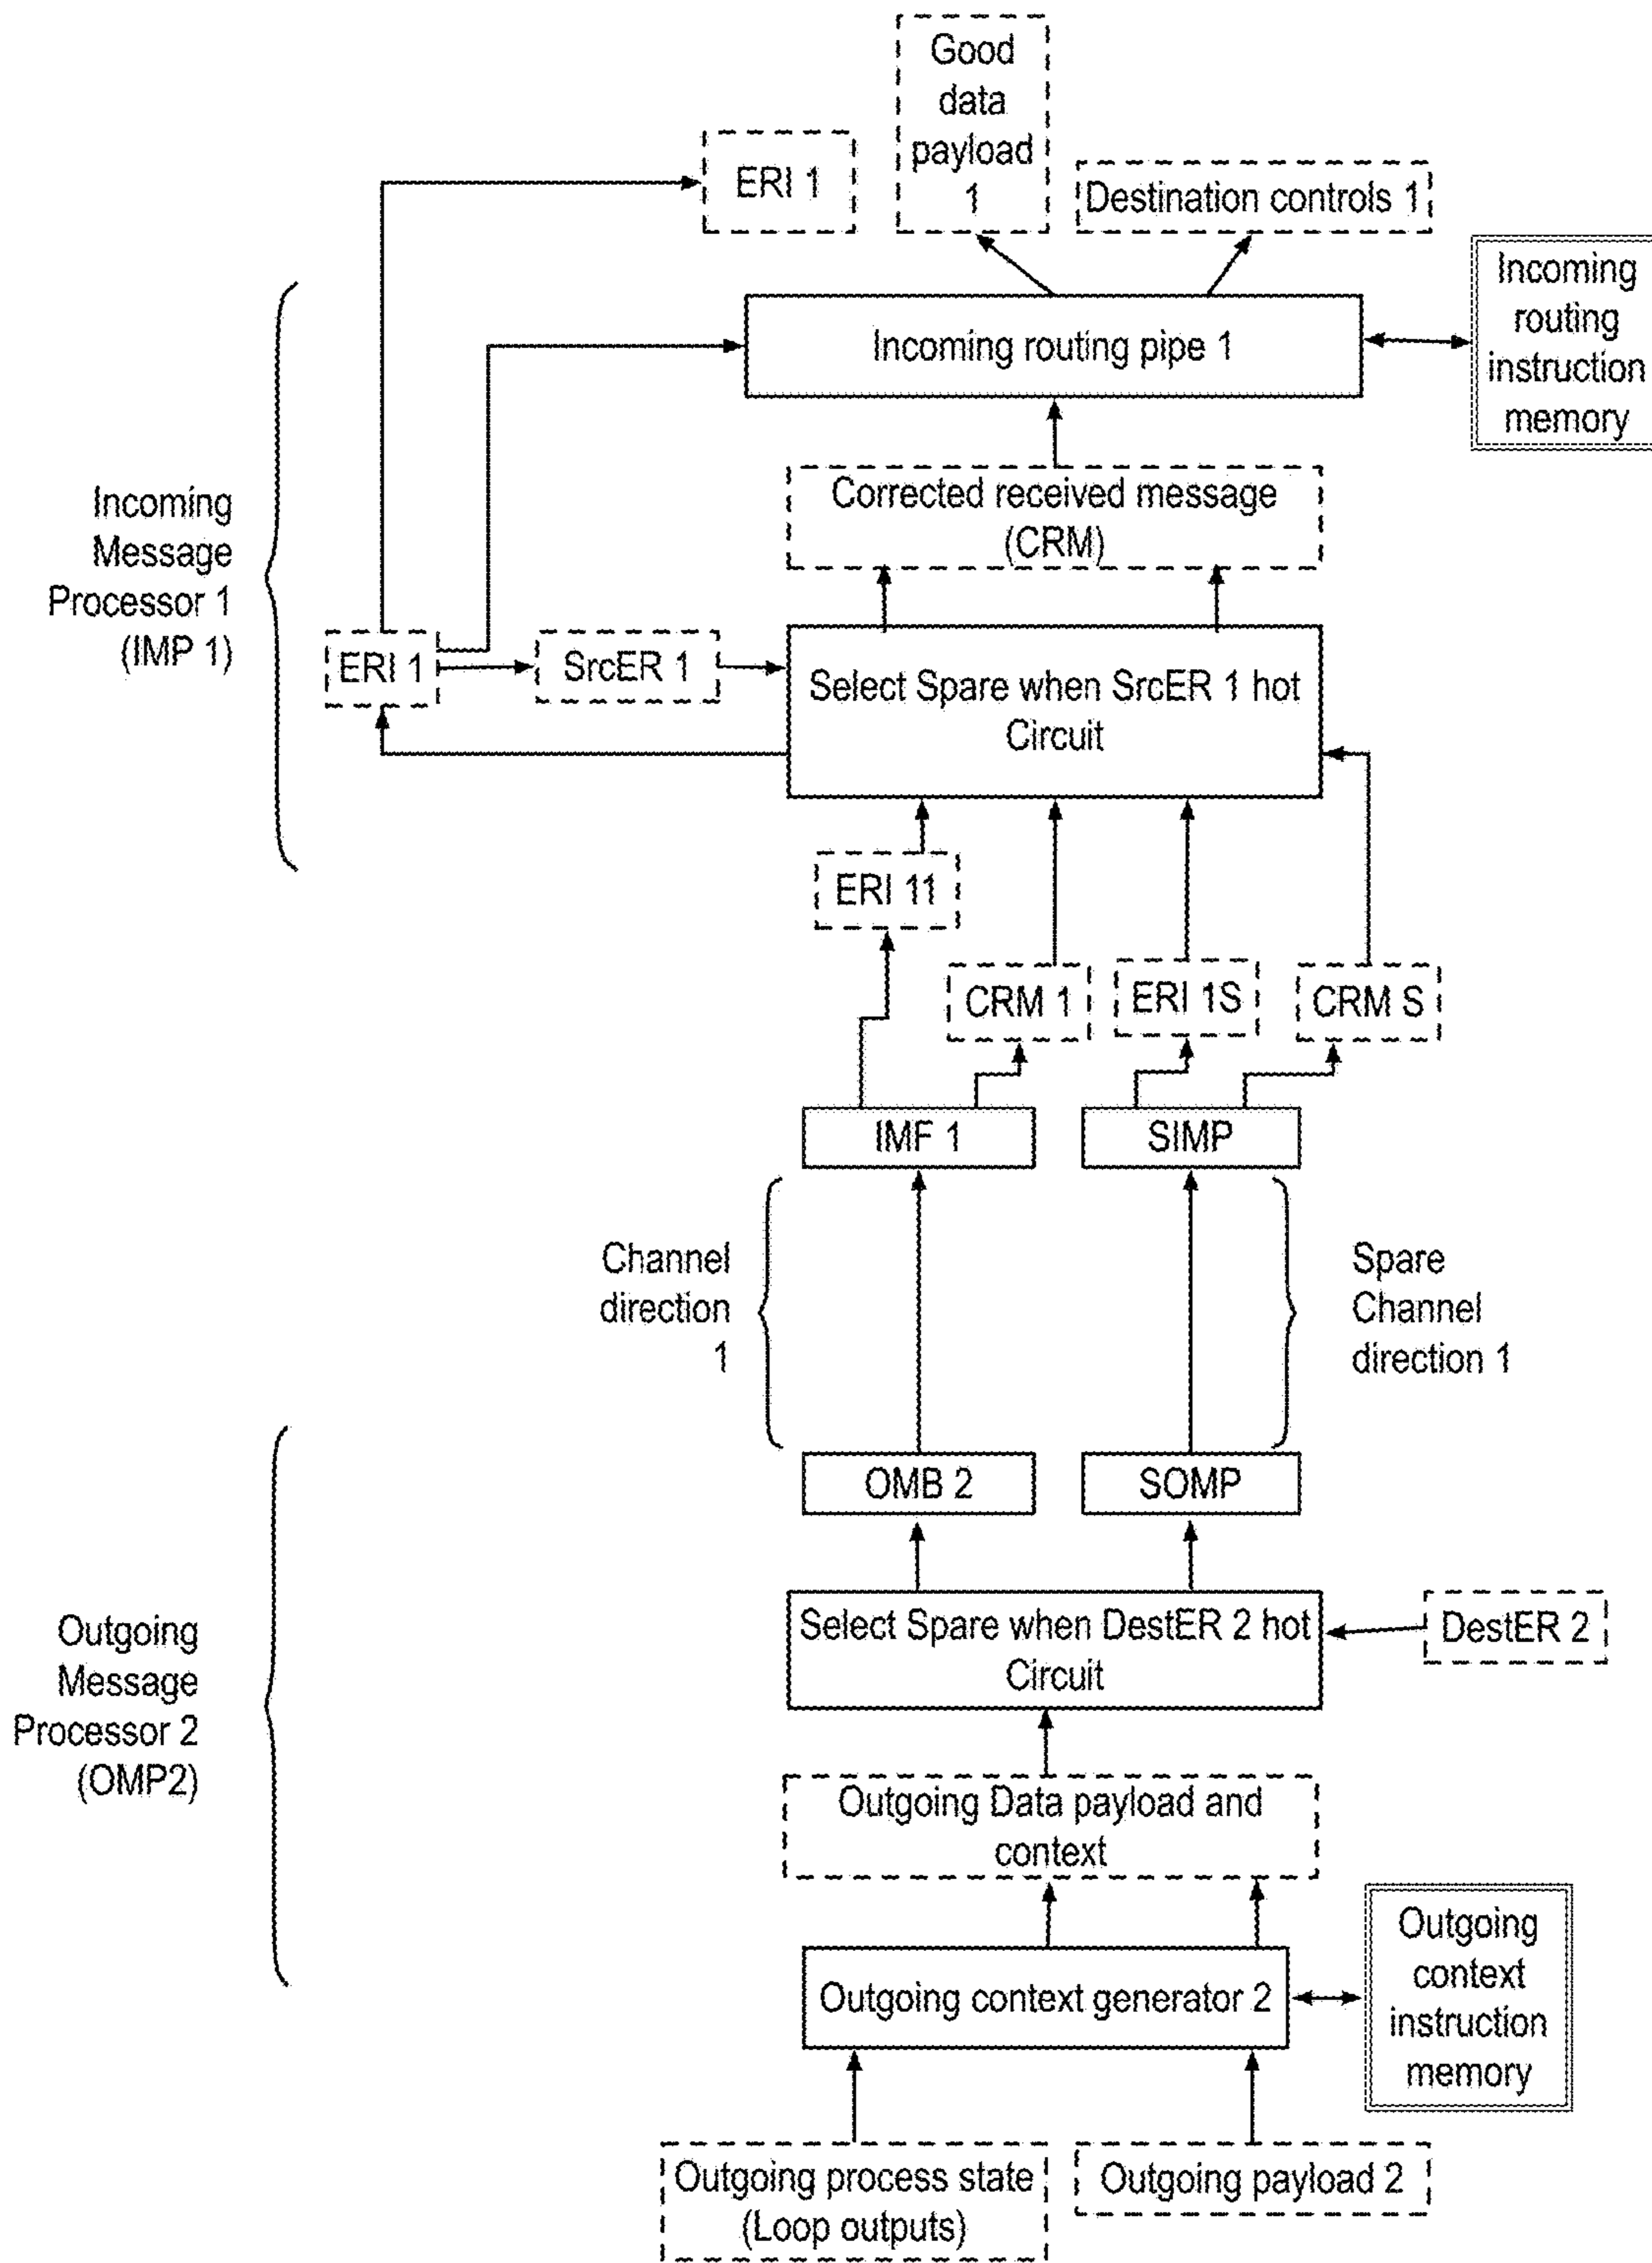 Good
data
payload
1
ERI 1
Destination controls 1
Incoming
routing
instruction
memory
Incoming routing pipe 1
Corrected received message
(CRM)
Incoming
Message
Processor 1
(IMP 1)
ERI 1
SrcER 1
Select Spare when SrcER 1 hot
Circuit
ERI 11
CRM 1
ERI 1S
CRM S
IMF 1
SIMP
Channel
direction
1
Spare
Channel
direction 1
OMB 2
SOMP
Select Spare when DestER 2 hot
Circuit
DestER 2
Outgoing
Message
Processor 2
(OMP2)
Outgoing Data payload and
context
Outgoing context generator 2
Outgoing
context
instruction
memory
Outgoing process state
(Loop outputs)
Outgoing payload 2